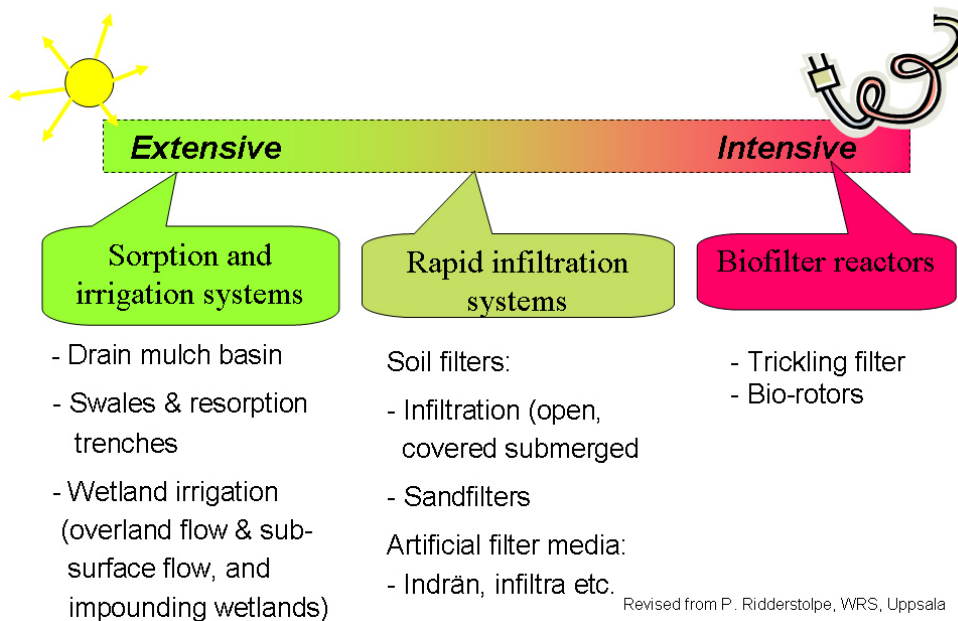 Extensive
Intensive
Sorption and
irrigation systems
Rapid infiltration
systems
Biofilter reactors
- Drain mulch basin
- Swales & resorption
trenches
- Wetland irrigation
(overland flow & sub-
surface flow, and
impounding wetlands)
Soil filters:
- Infiltration (open,
covered submerged
- Sandfilters
Artificial filter media:
- Indrän, infiltra etc.
- Trickling filter
- Bio-rotors
Revised from P. Ridderstolpe, WRS, Uppsala